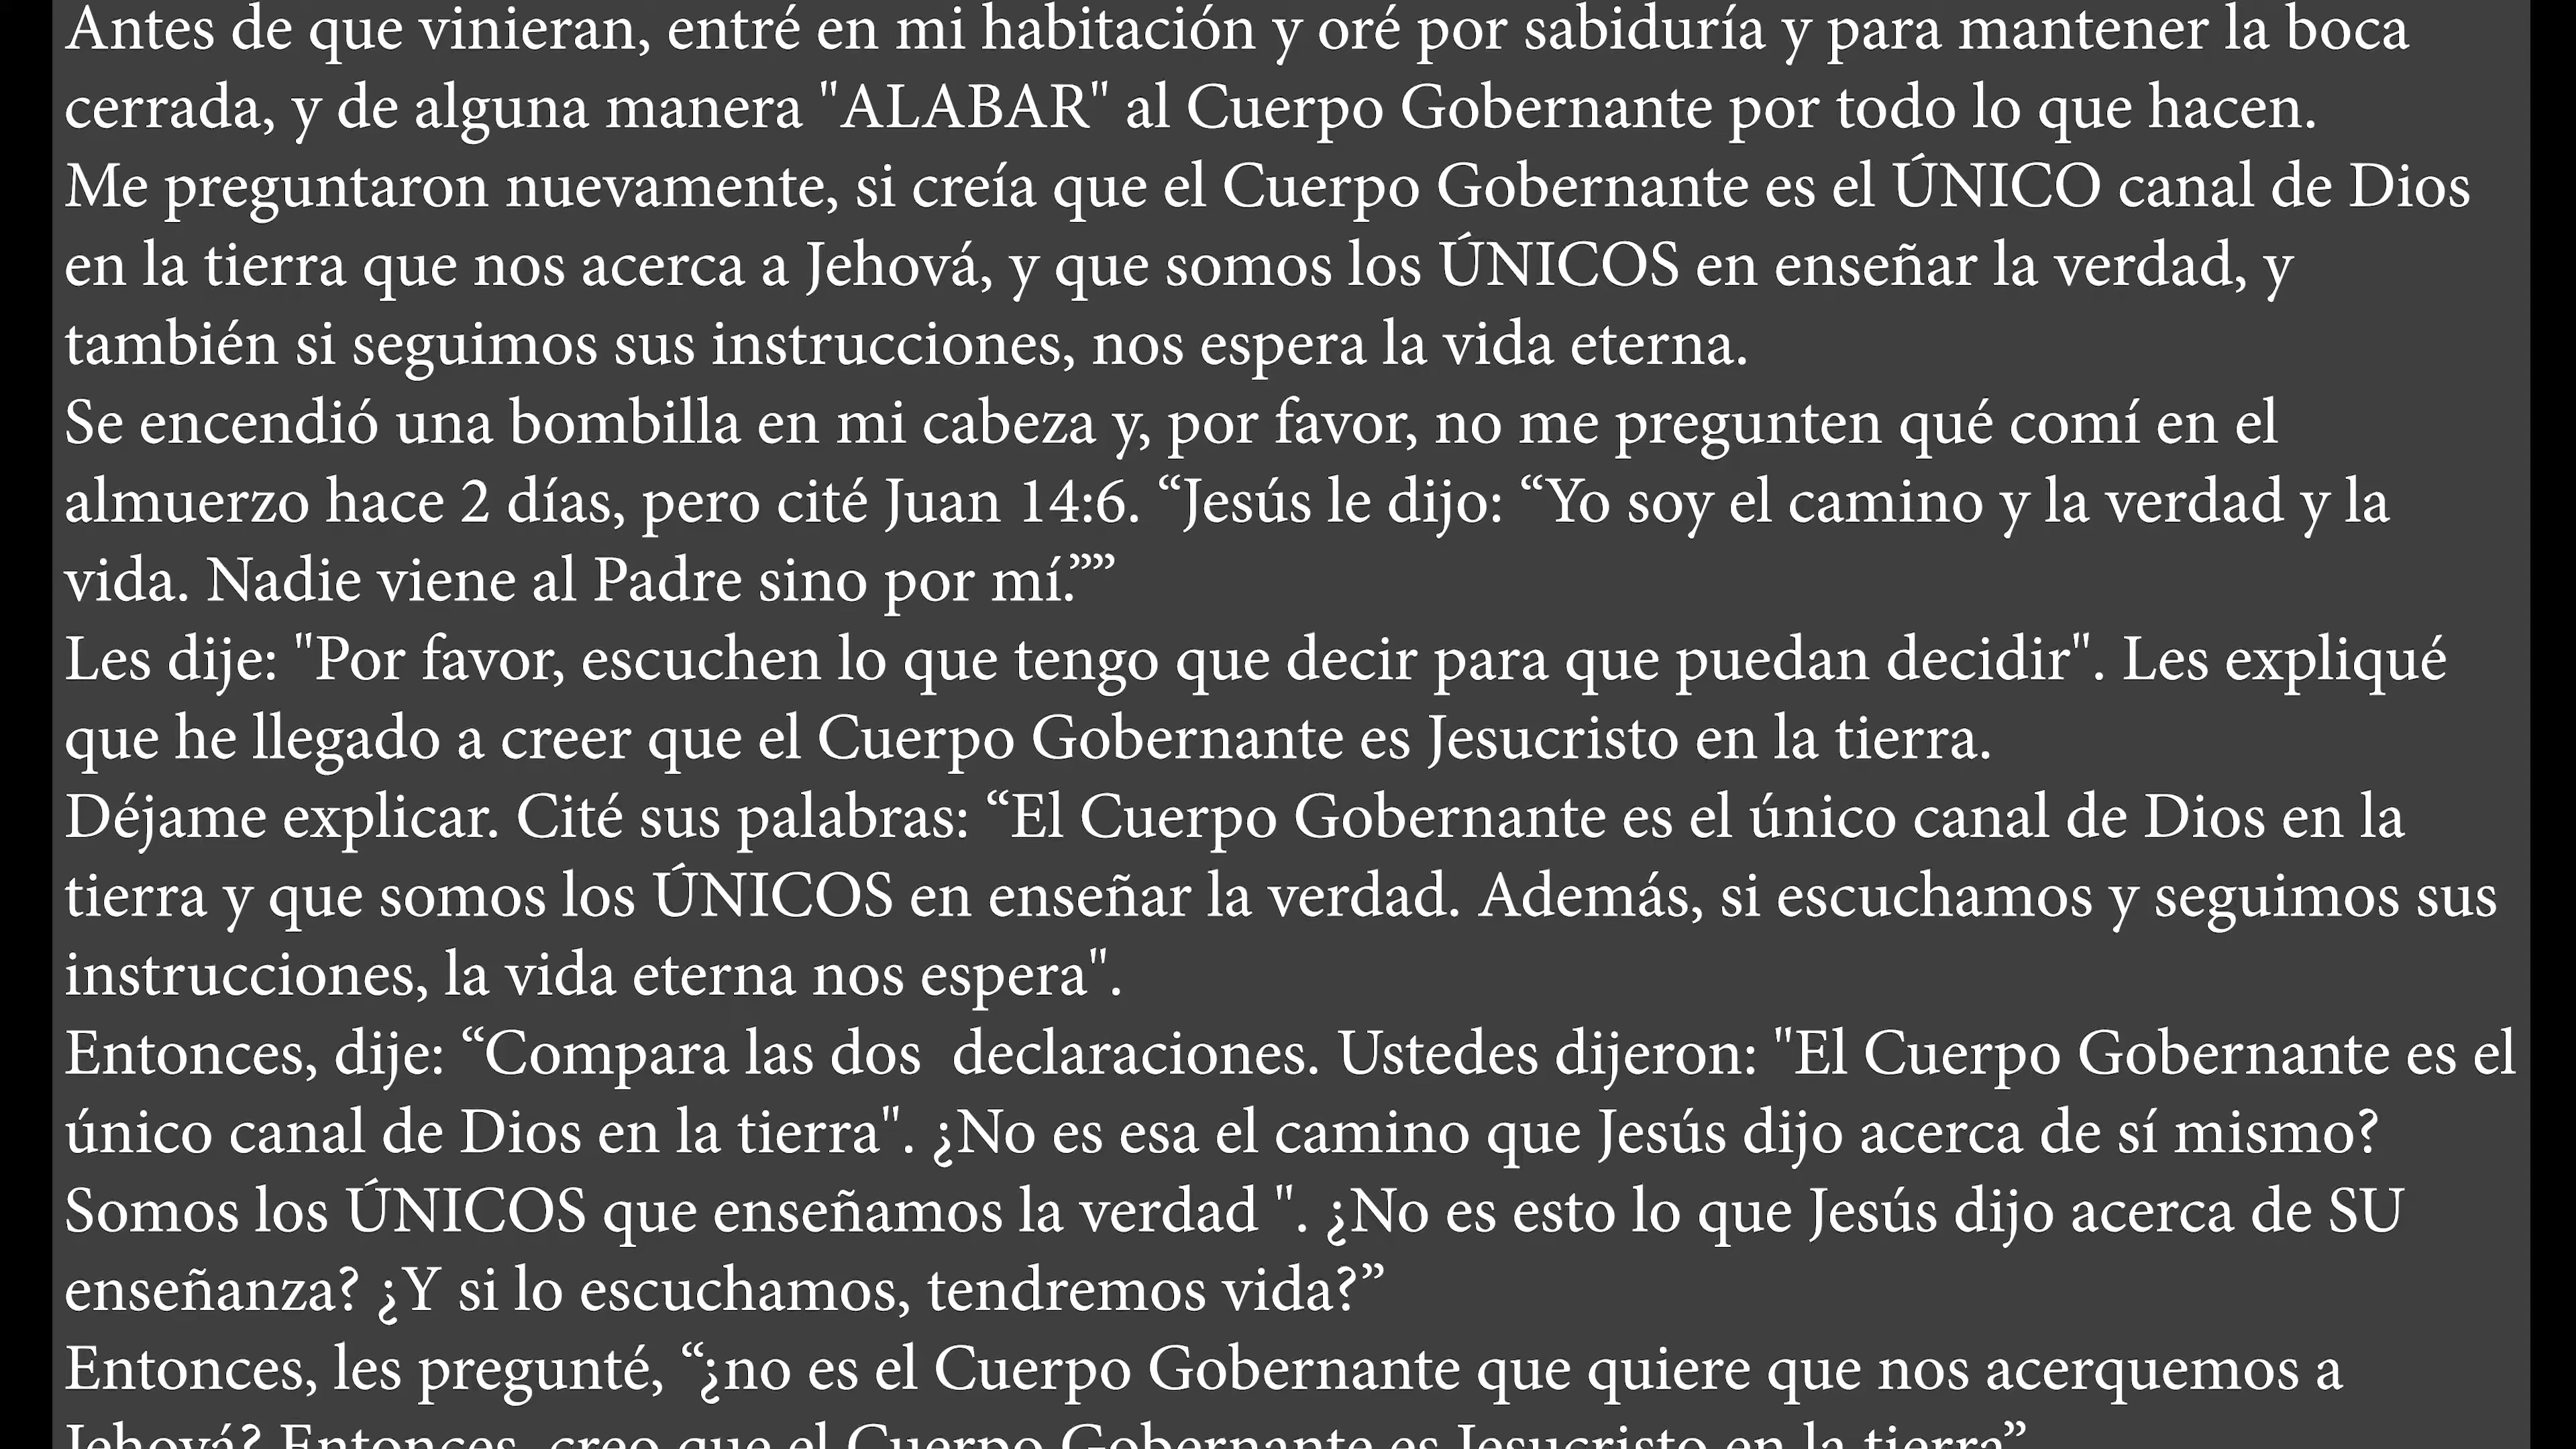 Antes de que vinieran, entré en mi habitación y oré por sabiduría y para mantener la boca
cerrada, y de alguna manera "ALABAR" al Cuerpo Gobernante por todo lo que hacen.
Me preguntaron nuevamente, si creía que el Cuerpo Gobernante es el ÚNICO canal de Dios
en la tierra que nos acerca a Jehová, y que somos los ÚNICOS en enseñar la verdad, y
también si seguimos sus instrucciones, nos espera la vida eterna.
Se encendió una bombilla en mi cabeza y, por favor, no me pregunten qué comí en el
almuerzo hace 2 días, pero cité Juan 14:6. “Jesús le dijo: “Yo soy el camino y la verdad y la
vida. Nadie viene al Padre sino por mí.””
Les dije: "Por favor, escuchen lo que tengo que decir para que puedan decidir". Les expliqué
que he llegado a creer que el Cuerpo Gobernante es Jesucristo en la tierra.
Déjame explicar. Cité sus palabras: “El Cuerpo Gobernante es el único canal de Dios en la
tierra y que somos los ÚNICOS en enseñar la verdad. Además, si escuchamos y seguimos sus
instrucciones, la vida eterna nos espera".
Entonces, dije: “Compara las dos  declaraciones. Ustedes dijeron: "El Cuerpo Gobernante es el
único canal de Dios en la tierra". ¿No es esa el camino que Jesús dijo acerca de sí mismo?
Somos los ÚNICOS que enseñamos la verdad ". ¿No es esto lo que Jesús dijo acerca de SU
enseñanza? ¿Y si lo escuchamos, tendremos vida?”
Entonces, les pregunté, “¿no es el Cuerpo Gobernante que quiere que nos acerquemos a
Jehová? Entonces, creo que el Cuerpo Gobernante es Jesucristo en la tierra”